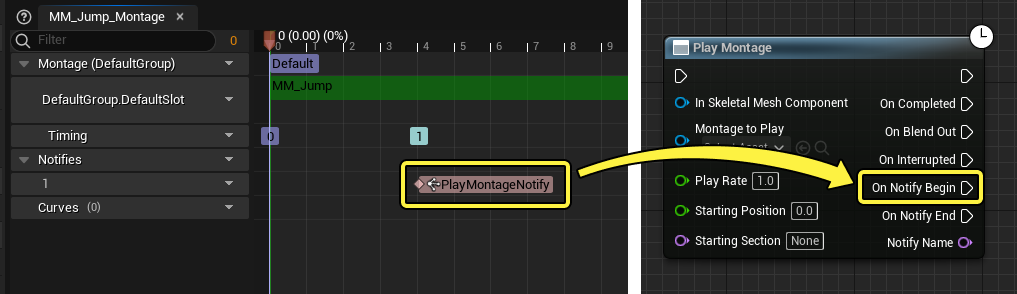 MM_Jump_Montage
Filter
0
0 (0.00) (0%)
0 1 2 3 4 5 6 7 8 9
Montage (DefaultGroup)
Default
MM_Jump
DefaultGroup.DefaultSlot
Timing
0
1
Notifies
1
PlayMontageNotify
Curves (0)
Play Montage
In Skeletal Mesh Component
On Completed
Montage to Play
On Blend Out
On Interrupted
Play Rate 1.0
On Notify Begin
Starting Position 0.0
On Notify End
Starting Section None
Notify Name